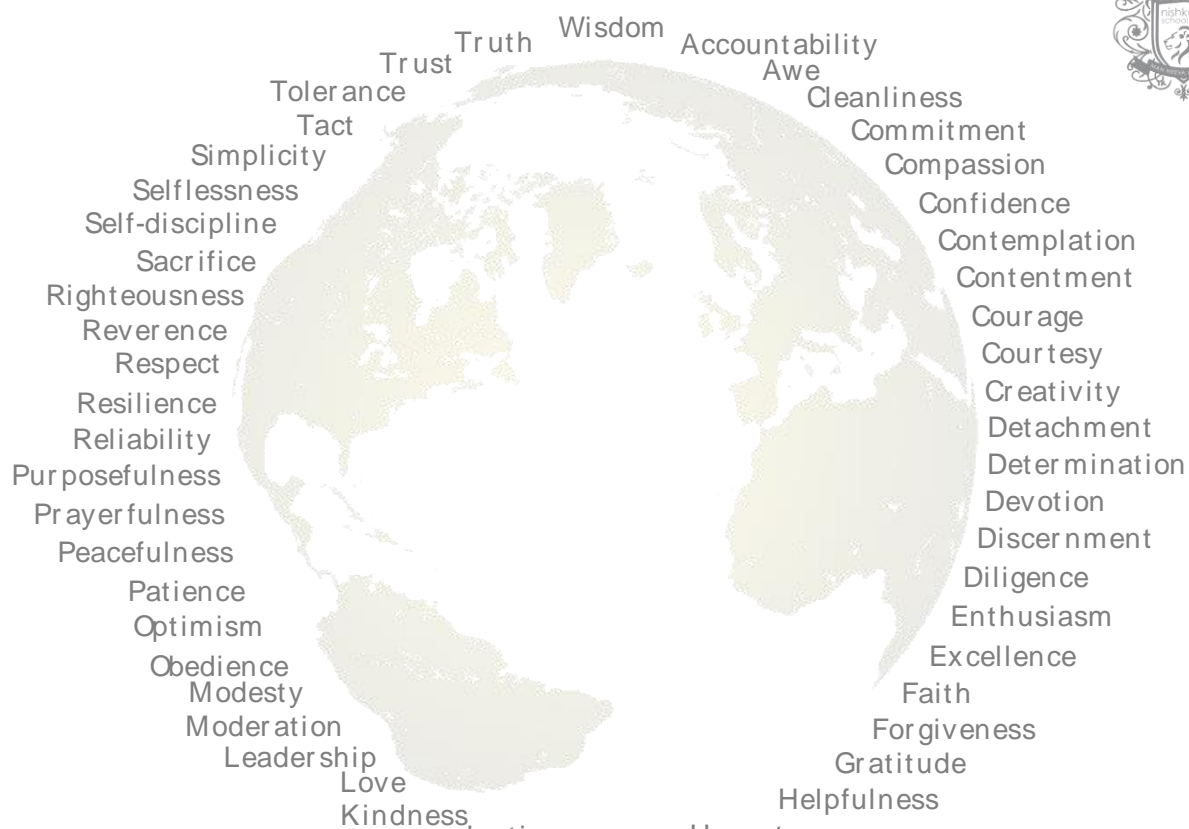 Accountability
Awe
Cleanliness
Commitment
Compassion
Confidence
Contemplation
Contentment
Courage
Courtesy
Creativity
Detachment
Determination
Devotion
Discernment
Diligence
Enthusiasm
Excellence
Faith
Forgiveness
Gratitude
Helpfulness
Kindness
Love
Leadership
Moderation
Modesty
Obedience
Optimism
Patience
Peacefulness
Prayerfulness
Purposefulness
Reliability
Resilience
Respect
Reverence
Righteousness
Sacrifice
Self-discipline
Selflessness
Simplicity
Tact
Tolerance
Trust
Truth
Wisdom